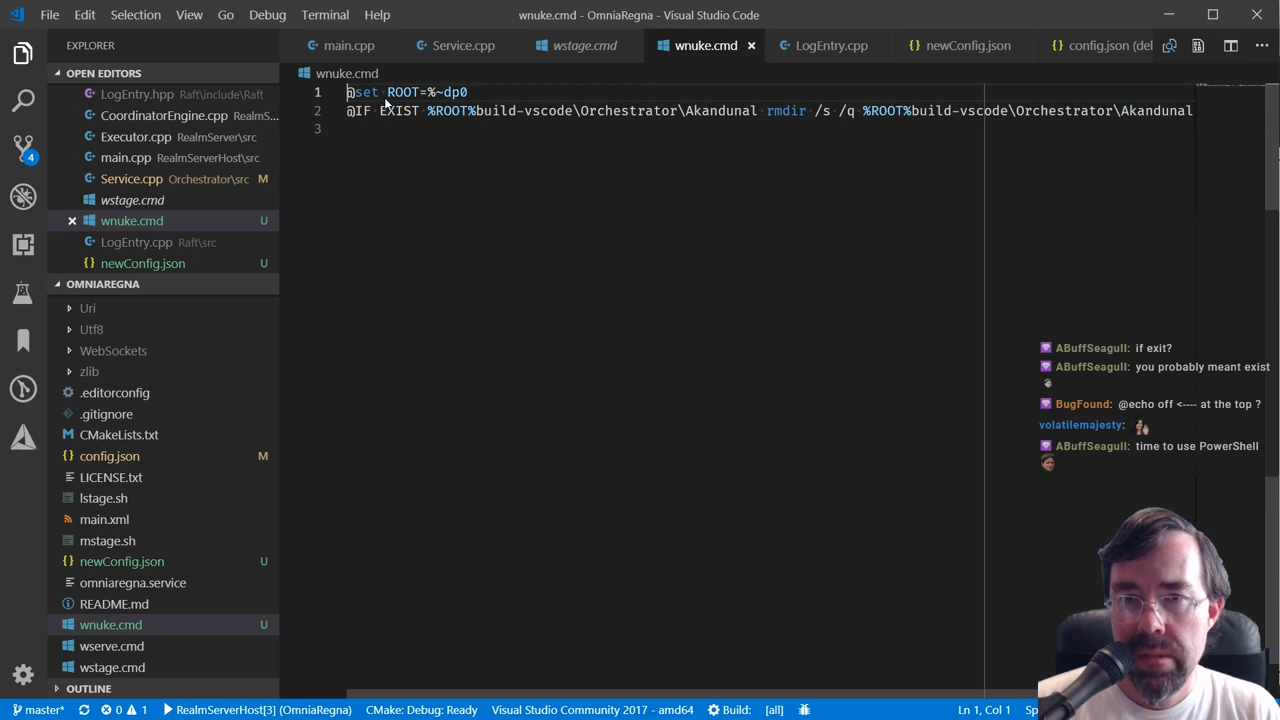 File Edit Selection View Go Debug Terminal Help
wnuke.cmd - OmniaRegna - Visual Studio Code
EXPLORER
main.cpp
Service.cpp
wstage.cmd
wnuke.cmd
LogEntry.cpp
newConfig.json
config.json (del
OPEN EDITORS
LogEntry.hpp Raft\include\Raft
CoordinatorEngine.cpp RealmS...
Executor.cpp RealmServer\src
main.cpp RealmServerHost\src
Service.cpp Orchestrator\src M
wstage.cmd
wnuke.cmd U
LogEntry.cpp Raft\src
newConfig.json U
OMNIAREGNA
Uri
Utf8
WebSockets
zlib
.editorconfig
.gitignore
CMakeLists.txt
config.json M
LICENSE.txt
lstage.sh
main.xml
mstage.sh
newConfig.json U
omniaregna.service
README.md
wnuke.cmd U
wserve.cmd
wstage.cmd
OUTLINE
4
wnuke.cmd
1 @set ROOT=%~dp0
2 @IF EXIST %ROOT%build-vscode\Orchestrator\Akandunal rmdir /s /q %ROOT%build-vscode\Orchestrator\Akandunal
3
ABuffSeagull: if exit?
ABuffSeagull: you probably meant exist
BugFound: @echo off <---- at the top ?
volatilemajesty:
ABuffSeagull: time to use PowerShell
master* 0 1 RealmServerHost[3] (OmniaRegna) CMake: Debug: Ready Visual Studio Community 2017 - amd64 Build: [all] Ln 1, Col 1 Sp